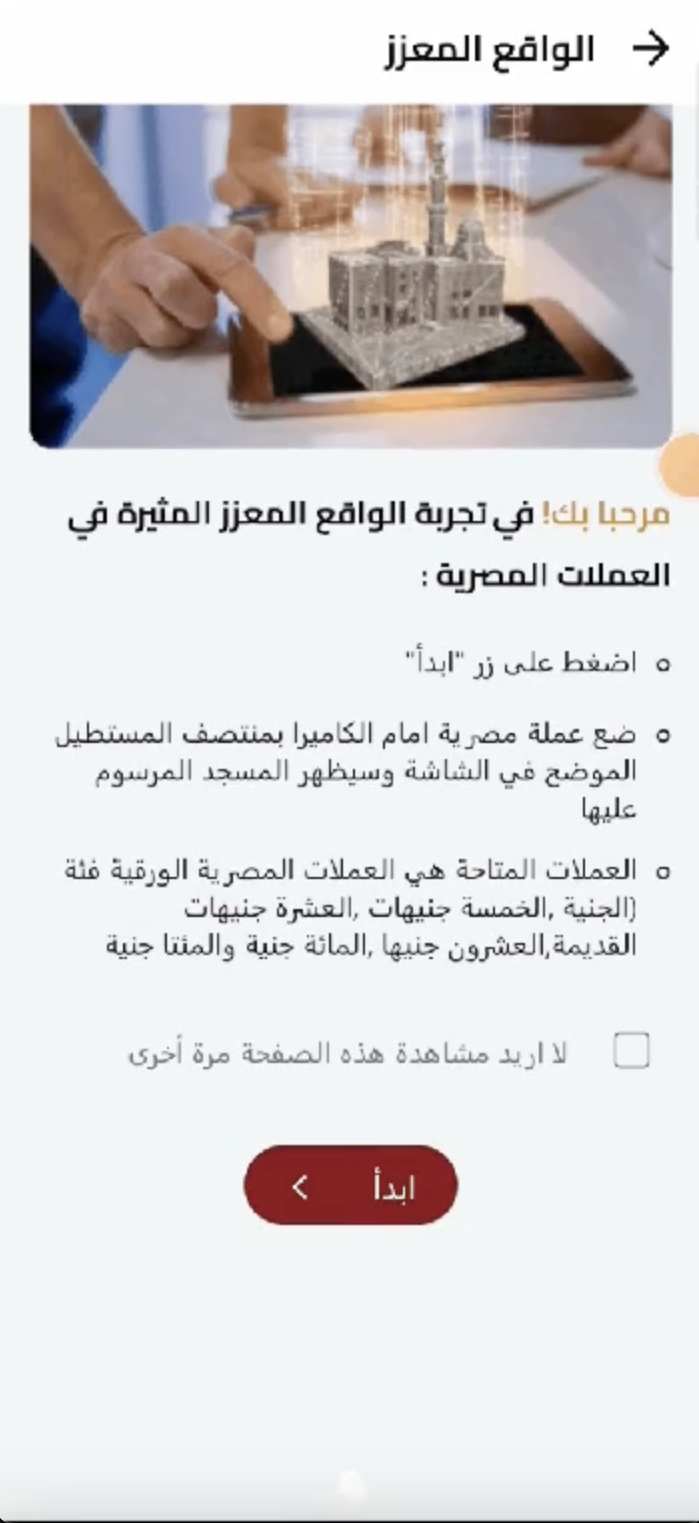 الواقع المعزز
مرحبا بك! في تجربة الواقع المعزز المثيرة في
العملات المصرية :
اضغط على زر "ابدأ"
ضع عملة مصرية امام الكاميرا بمنتصف المستطيل
الموضح في الشاشة وسيظهر المسجد المرسوم
عليها
العملات المتاحة هي العملات المصرية الورقية فئة
(الجنية ,الخمسة جنيهات ,العشرة جنيهات
القديمة,العشرون جنيها ,المائة جنية والمئتا جنية
لا اريد مشاهدة هذه الصفحة مرة أخرى
ابدأ